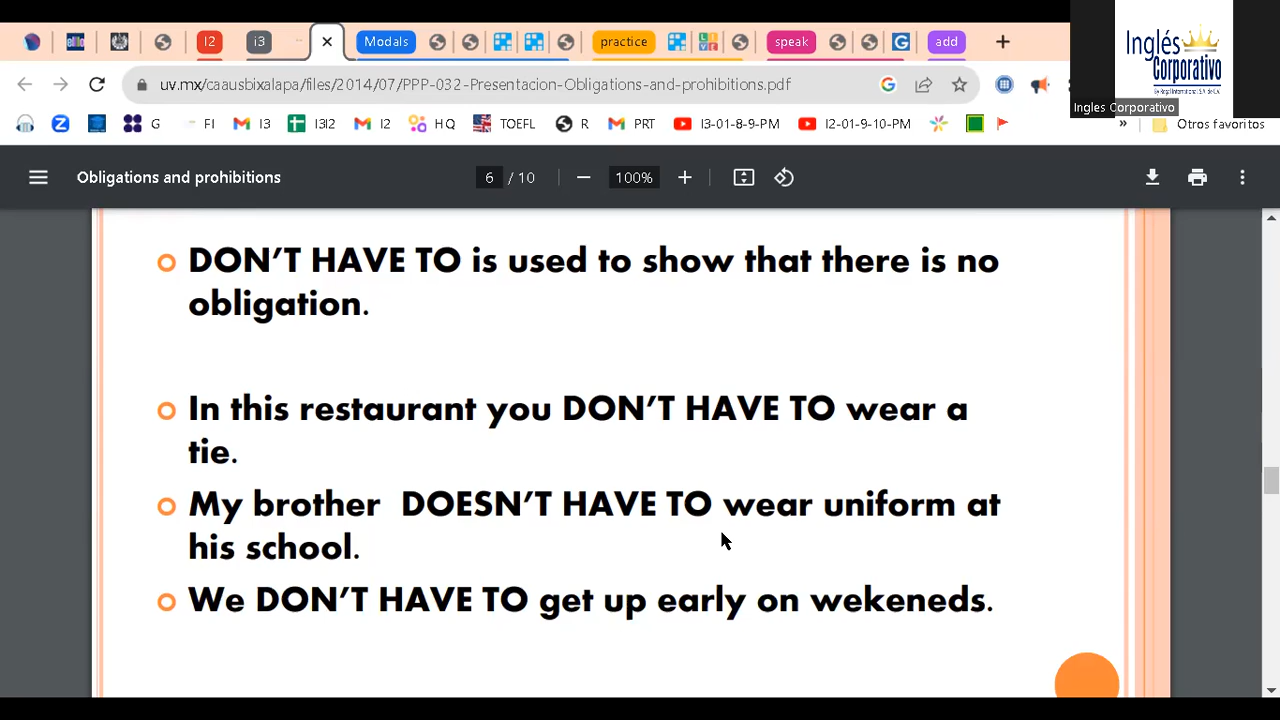 I2
i3
Modals
practice
speak
add
Inglés
Corporativo
Ingles Corporativo
uv.mx/caausbixalapa/files/2014/07/PPP-032-Presentacion-Obligations-and-prohibitions.pdf
G
FI
I3
I3I2
I2
HQ
TOEFL
R
PRT
I3-01-8-9-PM
I2-01-9-10-PM
»
Otros favoritos
Obligations and prohibitions
6 / 10
100%
DON'T HAVE TO is used to show that there is no
obligation.
In this restaurant you DON'T HAVE TO wear a
tie.
My brother DOESN'T HAVE TO wear uniform at
his school.
We DON'T HAVE TO get up early on wekeneds.